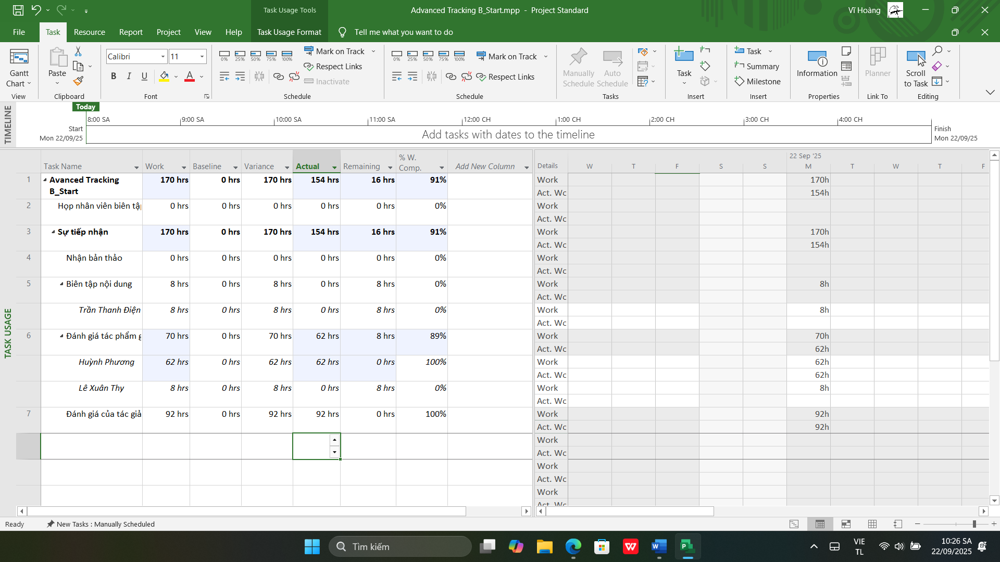 Task Usage Tools
Advanced Tracking B_Start.mpp - Project Standard
Vĩ Hoàng
File Task Resource Report Project View Help Task Usage Format Tell me what you want to do
Gantt Chart
View
Paste
Clipboard
Calibri 11
B I U A
Font
0% 25% 50% 75% 100%
Mark on Track
Respect Links
Inactivate
Schedule
0% 25% 50% 75% 100%
Mark on Track
Respect Links
Schedule
Manually Schedule
Auto Schedule
Tasks
Task
Insert
Task
Summary
Milestone
Insert
Information
Properties
Planner
Link To
Scroll to Task
Editing
TIMELINE
Today
8:00 SA 9:00 SA 10:00 SA 11:00 SA 12:00 CH 1:00 CH 2:00 CH 3:00 CH 4:00 CH
Start
Mon 22/09/25
Add tasks with dates to the timeline
Finish
Mon 22/09/25
TASK USAGE
Task Name Work Baseline Variance Actual Remaining % W. Comp. Add New Column
Details W T F S S M T W T F
22 Sep '25
1 Avanced Tracking B_Start 170 hrs 0 hrs 170 hrs 154 hrs 16 hrs 91%
Work 170h
Act. Wc 154h
2 Họp nhân viên biên tập 0 hrs 0 hrs 0 hrs 0 hrs 0 hrs 0%
Work
Act. Wc
3 Sự tiếp nhận 170 hrs 0 hrs 170 hrs 154 hrs 16 hrs 91%
Work 170h
Act. Wc 154h
4 Nhận bản thảo 0 hrs 0 hrs 0 hrs 0 hrs 0 hrs 0%
Work
Act. Wc
5 Biên tập nội dung 8 hrs 0 hrs 8 hrs 0 hrs 8 hrs 0%
Work 8h
Act. Wc
Trần Thanh Điện 8 hrs 0 hrs 8 hrs 0 hrs 8 hrs 0%
Work 8h
Act. Wc
6 Đánh giá tác phẩm g 70 hrs 0 hrs 70 hrs 62 hrs 8 hrs 89%
Work 70h
Act. Wc 62h
Huỳnh Phương 62 hrs 0 hrs 62 hrs 62 hrs 0 hrs 100%
Work 62h
Act. Wc 62h
Lê Xuân Thy 8 hrs 0 hrs 8 hrs 0 hrs 8 hrs 0%
Work 8h
Act. Wc
7 Đánh giá của tác giả 92 hrs 0 hrs 92 hrs 92 hrs 0 hrs 100%
Work 92h
Act. Wc 92h
Work
Act. Wc
Work
Act. Wc
Work
Act. Wc
Ready New Tasks : Manually Scheduled
Tìm kiếm
VIE
TL
10:26 SA
22/09/2025